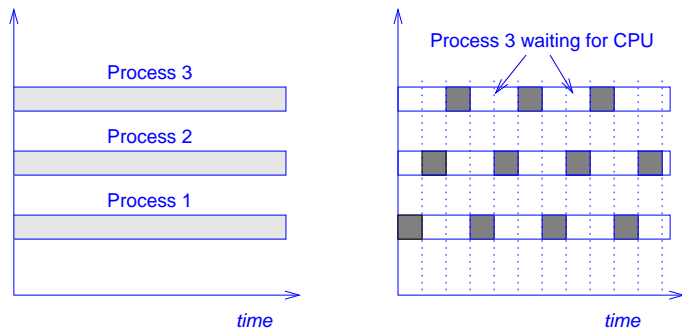 Process 3
Process 2
Process 1
time
Process 3 waiting for CPU
time